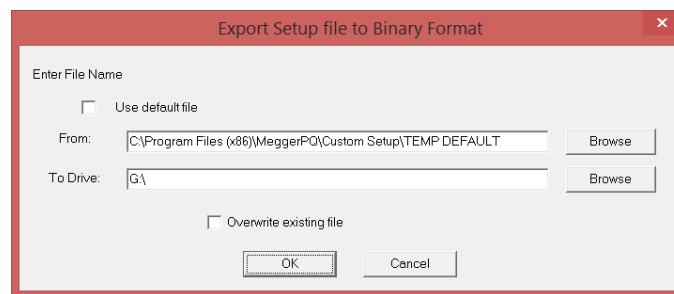 Export Setup file to Binary Format
Enter File Name
Use default file
From: C:\Program Files (x86)\MeggerPQ\Custom Setup\TEMP DEFAULT Browse
To Drive: G:\ Browse
Overwrite existing file
OK Cancel